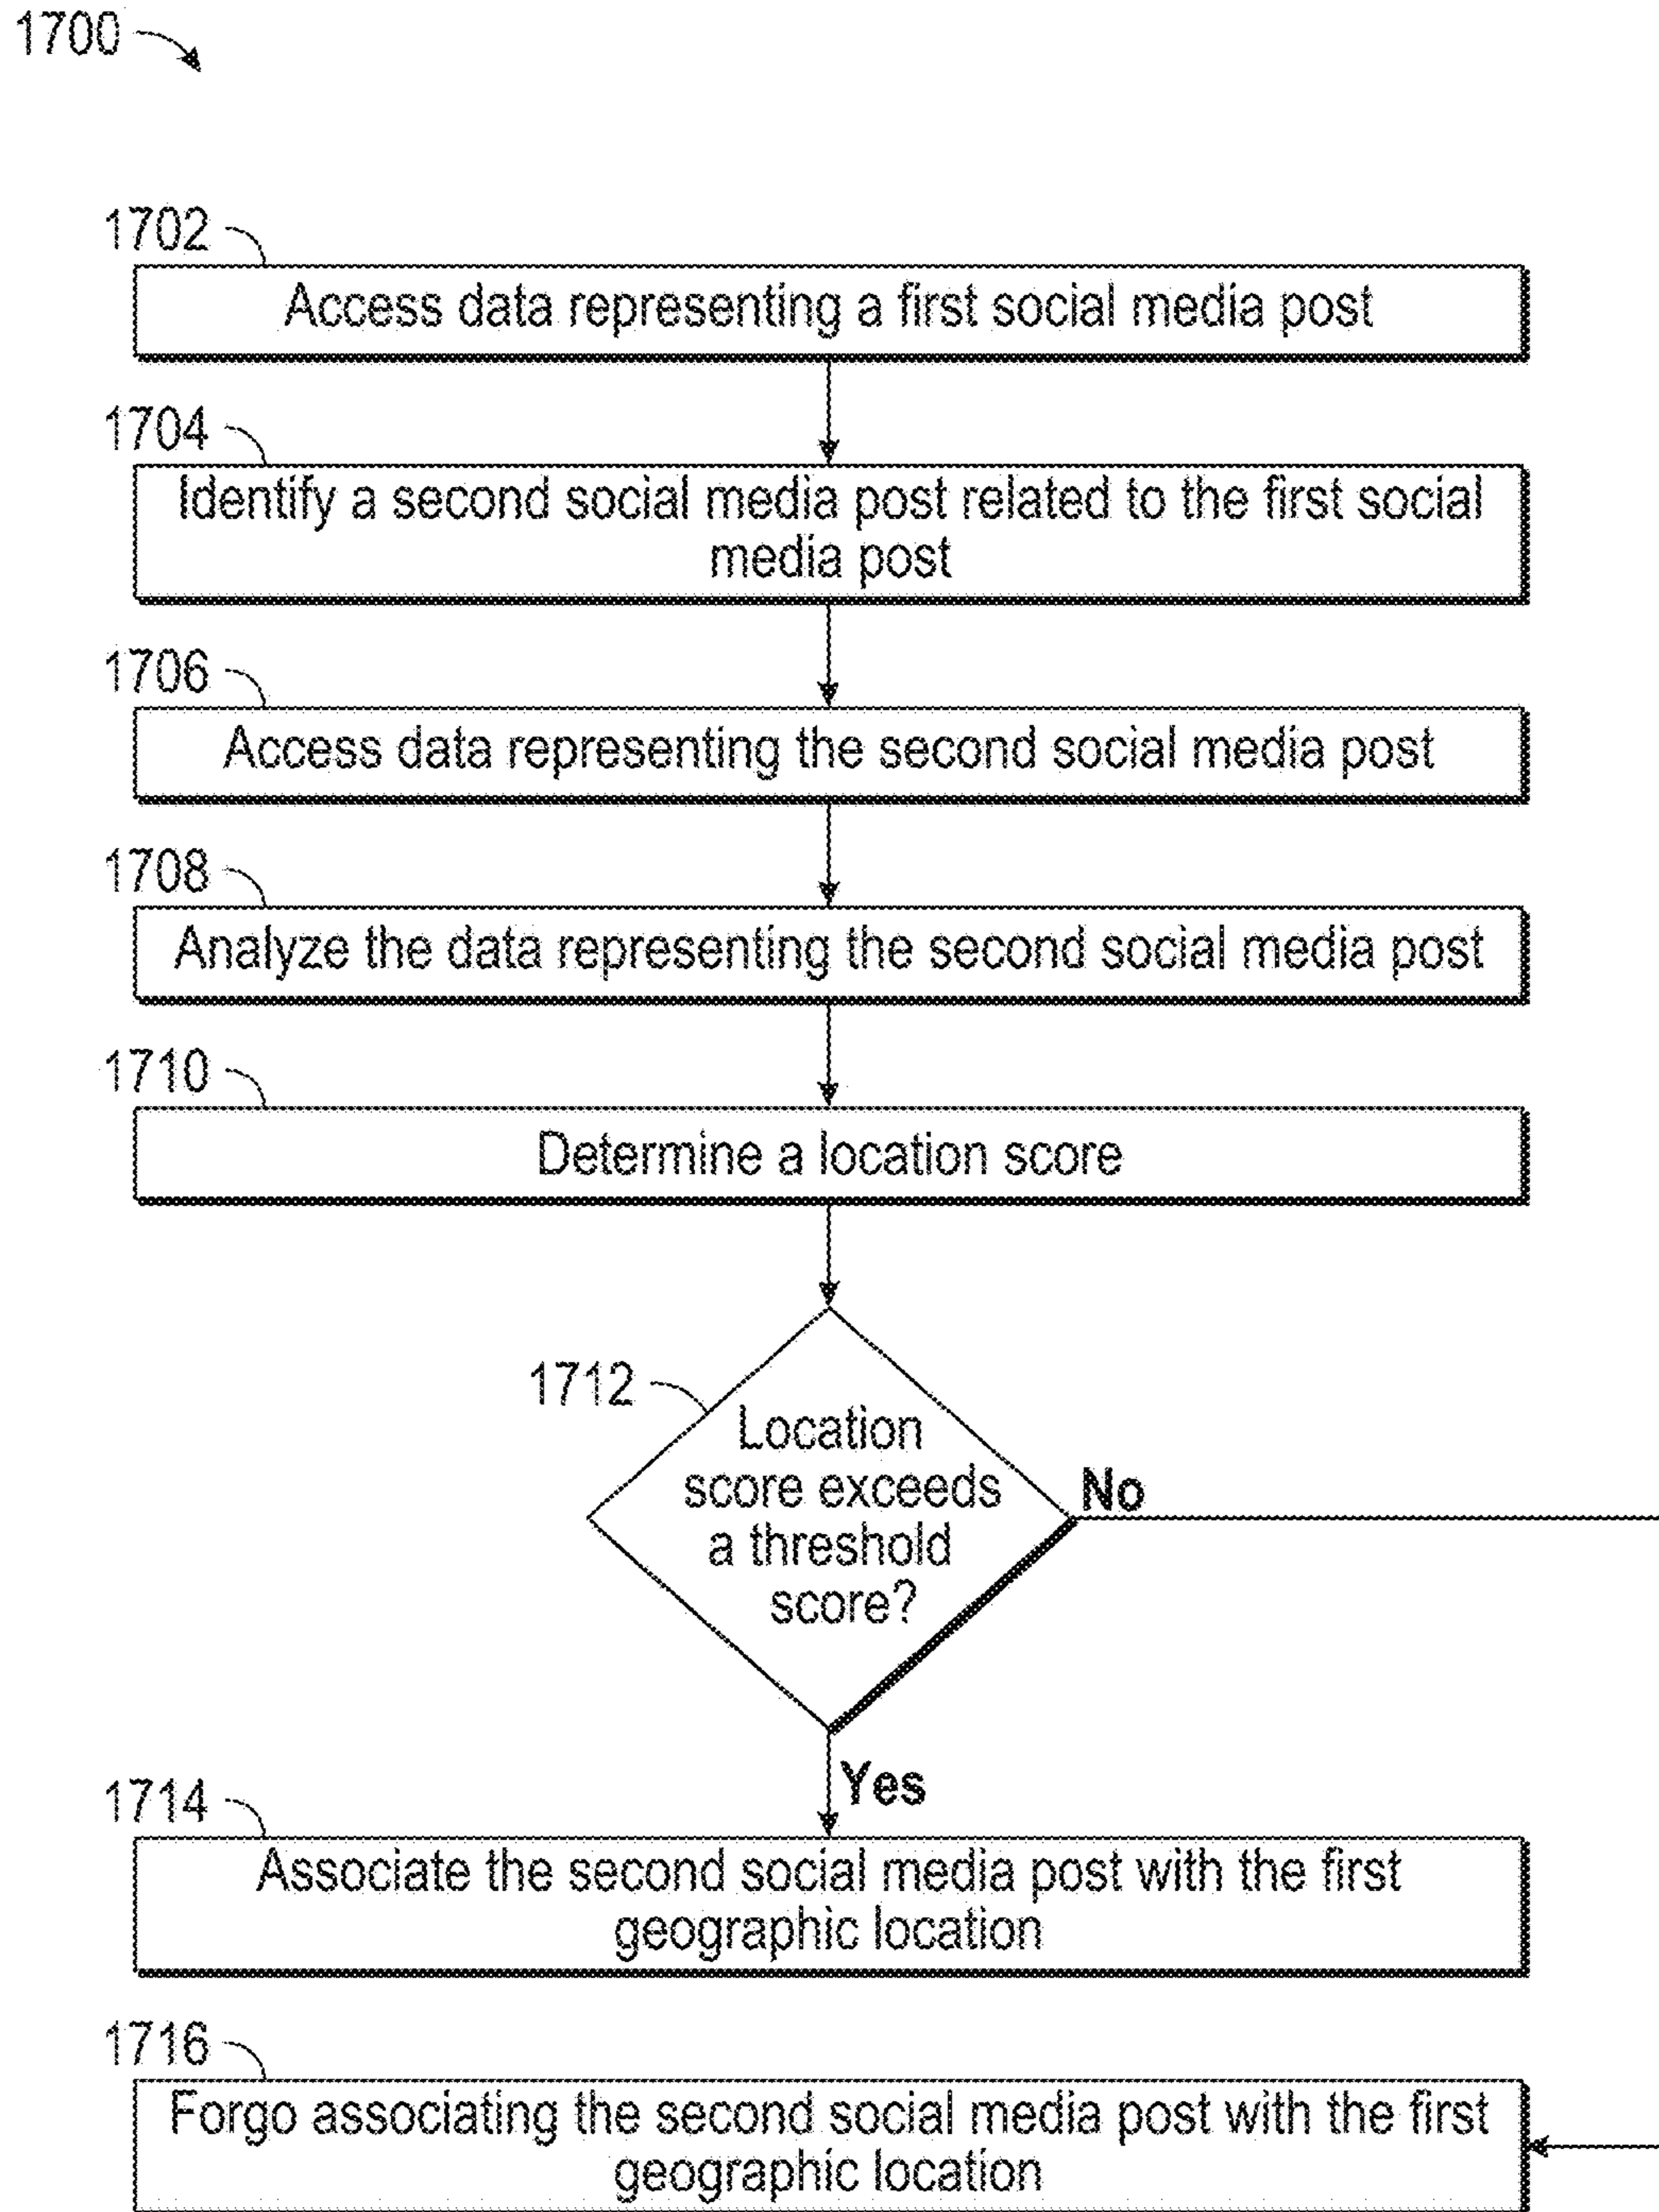 1700
1702
Access data representing a first social media post
1704
Identify a second social media post related to the first social
media post
1706
Access data representing the second social media post
1708
Analyze the data representing the second social media post
1710
Determine a location score
1712
Location
score exceeds
a threshold
score?
No
Yes
1714
Associate the second social media post with the first
geographic location
1716
Forgo associating the second social media post with the first
geographic location